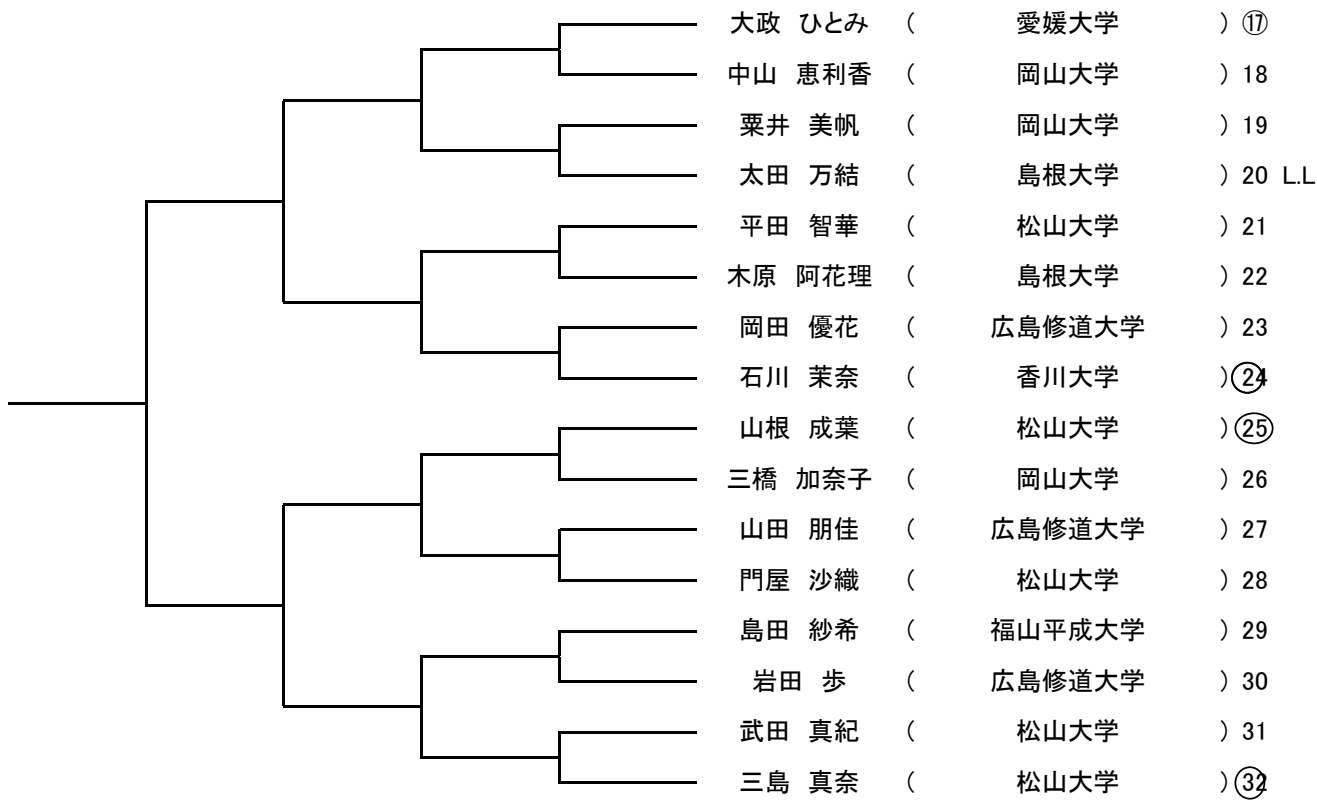 大政 ひとみ ( 愛媛大学 ) ⑰
中山 恵利香 ( 岡山大学 ) 18
粟井 美帆 ( 岡山大学 ) 19
太田 万結 ( 島根大学 ) 20 L.L
平田 智華 ( 松山大学 ) 21
木原 阿花理 ( 島根大学 ) 22
岡田 優花 ( 広島修道大学 ) 23
石川 茉奈 ( 香川大学 ) 24
山根 成葉 ( 松山大学 ) 25
三橋 加奈子 ( 岡山大学 ) 26
山田 朋佳 ( 広島修道大学 ) 27
門屋 沙織 ( 松山大学 ) 28
島田 紗希 ( 福山平成大学 ) 29
岩田 歩 ( 広島修道大学 ) 30
武田 真紀 ( 松山大学 ) 31
三島 真奈 ( 松山大学 ) 32